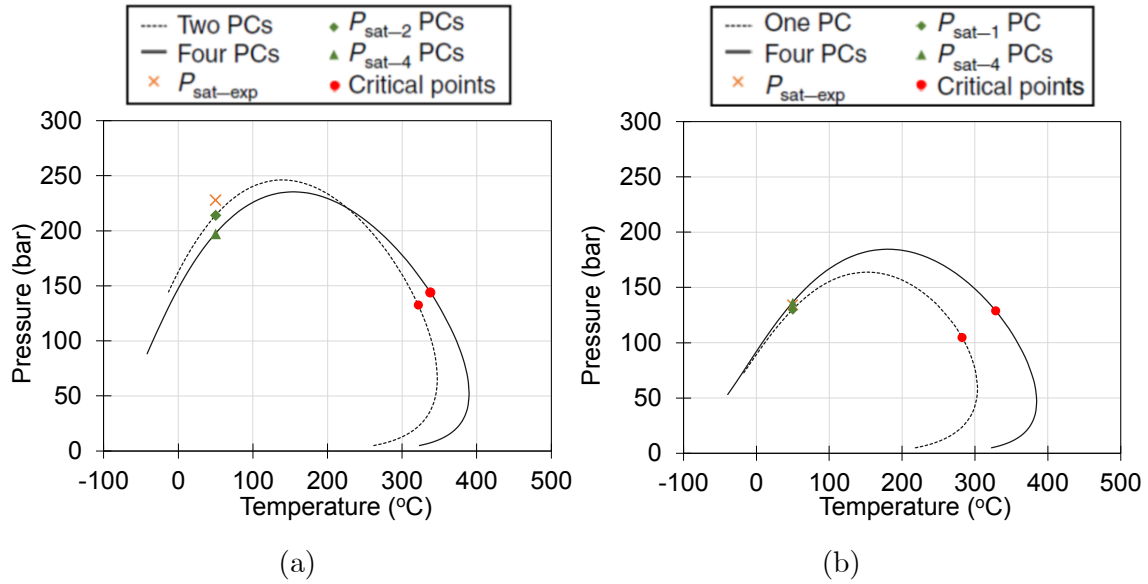 Two PCs
Four PCs
Psat–exp
Psat–2 PCs
Psat–4 PCs
Critical points
300
250
200
150
100
50
0
Pressure (bar)
-100 0 100 200 300 400 500
Temperature (oC)
(a)
One PC
Four PCs
Psat–exp
Psat–1 PC
Psat–4 PCs
Critical points
300
250
200
150
100
50
0
Pressure (bar)
-100 0 100 200 300 400 500
Temperature (oC)
(b)